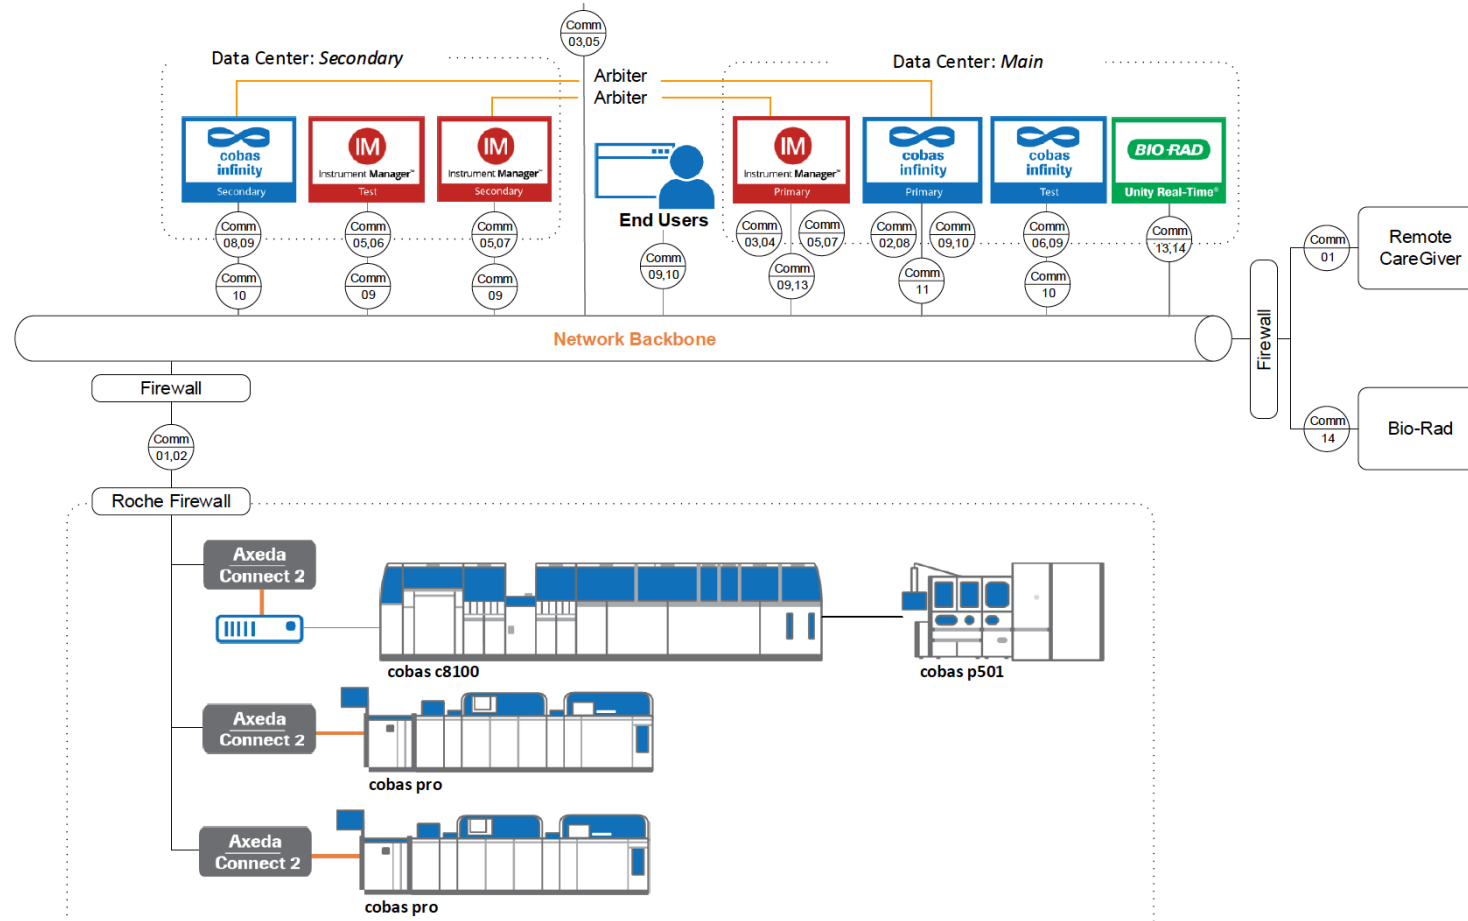 Comm
03,05
Data Center: Secondary
Data Center: Main
Arbiter
Arbiter
cobas
infinity
Secondary
IM
Instrument Manager™
Test
IM
Instrument Manager™
Secondary
End Users
IM
Instrument Manager™
Primary
cobas
infinity
Primary
cobas
infinity
Test
BIO-RAD
Unity Real-Time®
Comm
08,09
Comm
05,06
Comm
05,07
Comm
03,04
Comm
05,07
Comm
02,08
Comm
09,10
Comm
06,09
Comm
13,14
Comm
10
Comm
09
Comm
09
Comm
09,10
Comm
09,13
Comm
11
Comm
10
Comm
01
Remote
CareGiver
Network Backbone
Firewall
Firewall
Comm
14
Bio-Rad
Comm
01,02
Roche Firewall
Axeda
Connect 2
cobas c8100
cobas p501
Axeda
Connect 2
cobas pro
Axeda
Connect 2
cobas pro